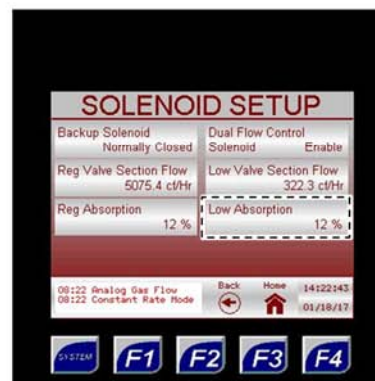 SOLENOID SETUP
Backup Solenoid
Normally Closed
Dual Flow Control
Solenoid Enable
Reg Valve Section Flow
5075.4 cf/Hr
Low Valve Section Flow
322.3 cf/Hr
Reg Absorption
12 %
Low Absorption
12 %
08:22 Analog Gas Flow
08:22 Constant Rate Mode
Back
Home
14:22:43
01/18/17
SYSTEM F1 F2 F3 F4